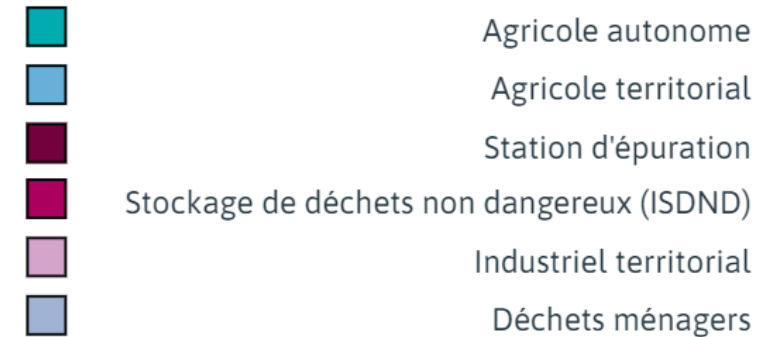 Agricole autonome
Agricole territorial
Station d'épuration
Stockage de déchets non dangereux (ISDND)
Industriel territorial
Déchets ménagers